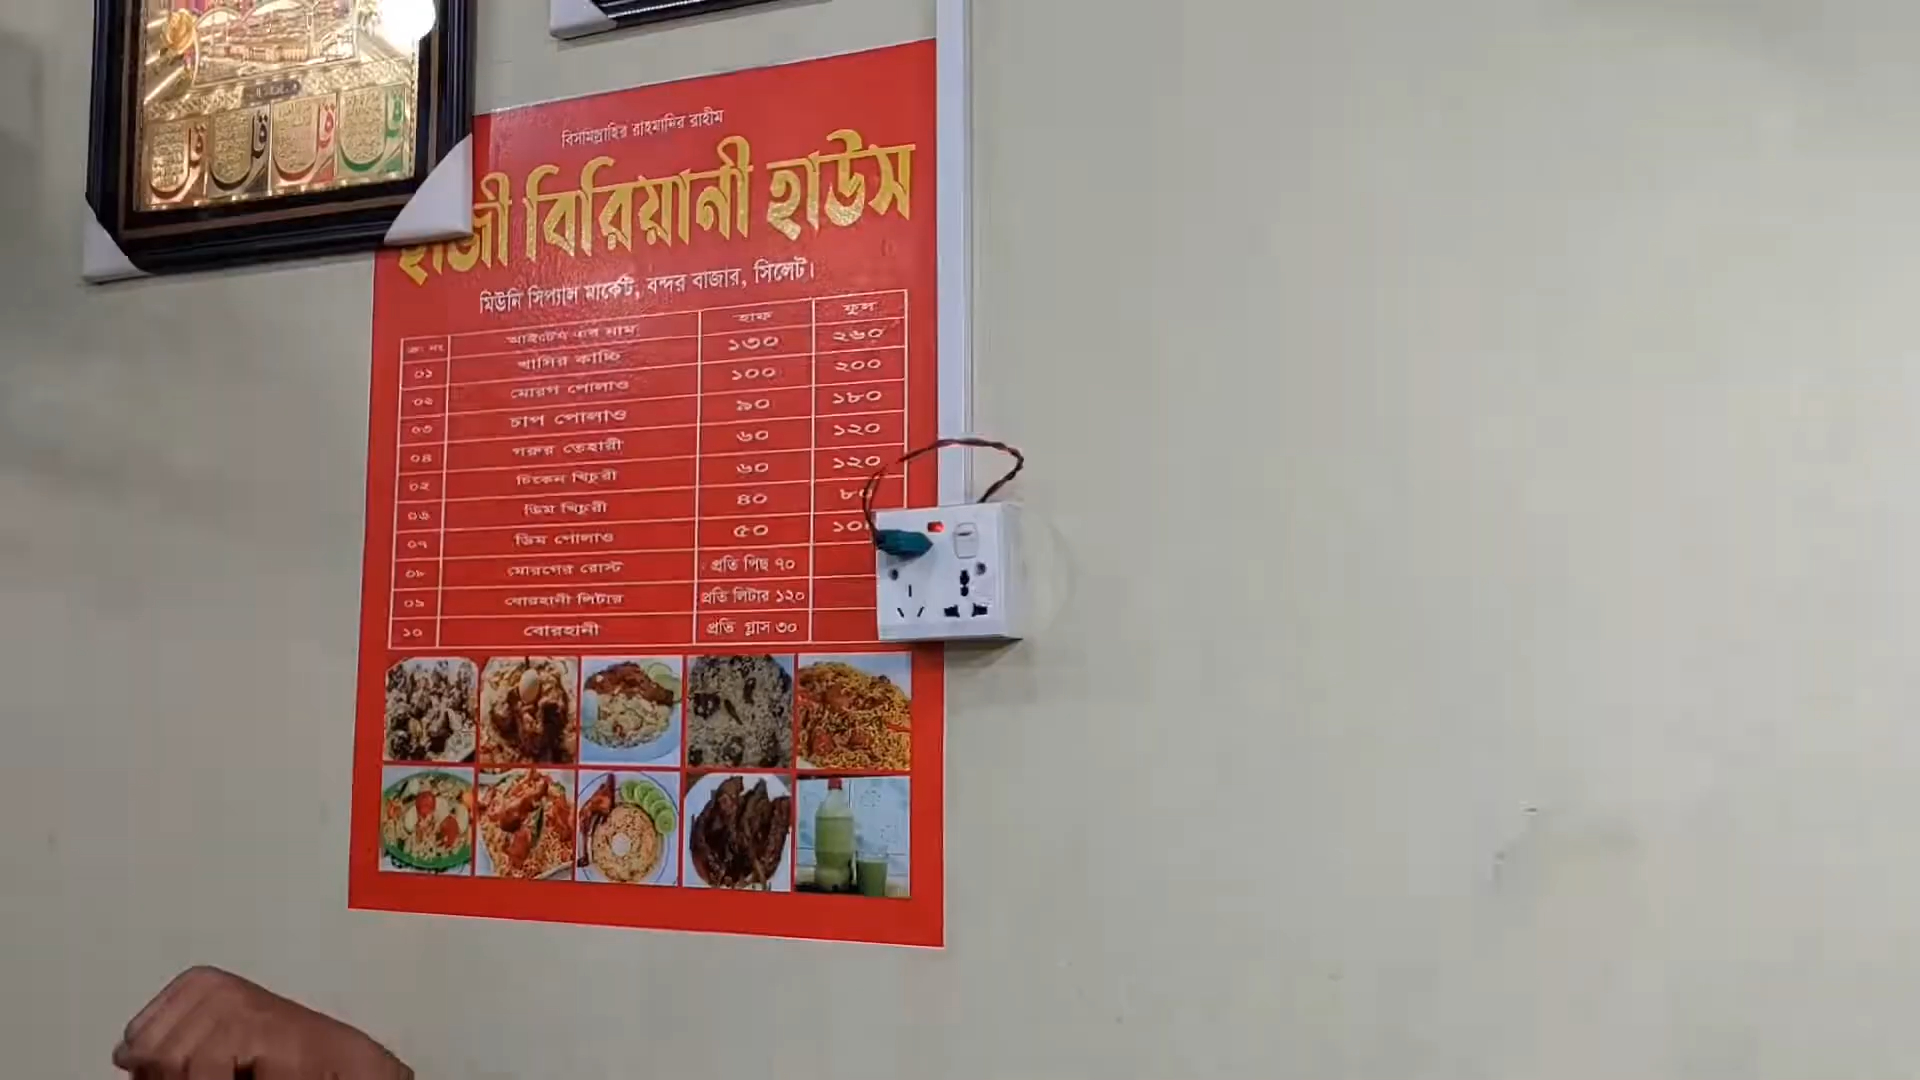 বিসমিল্লাহির রাহমানির রাহীম
হাজী বিরিয়ানী হাউস
মিউনি সিপ্যাল মার্কেট, বন্দর বাজার, সিলেট।
ক্রঃ নং আইটেম এর নাম হাফ ফুল
০১ খাসির কাচ্চি ১৩০ ২৬০
০২ মোরগ পোলাও ১০০ ২০০
০৩ চাপ পোলাও ৯০ ১৮০
০৪ গরুর তেহারী ৬০ ১২০
০২ চিকেন খিচুরী ৬০ ১২০
০৬ ডিম খিচুরী ৪০ ৮০
০৭ ডিম পোলাও ৫০
০৮ মোরগের রোস্ট প্রতি পিছ ৭০
০৯ বোরহানী লিটার প্রতি লিটার ১২০
১০ বোরহানী প্রতি গ্লাস ৩০